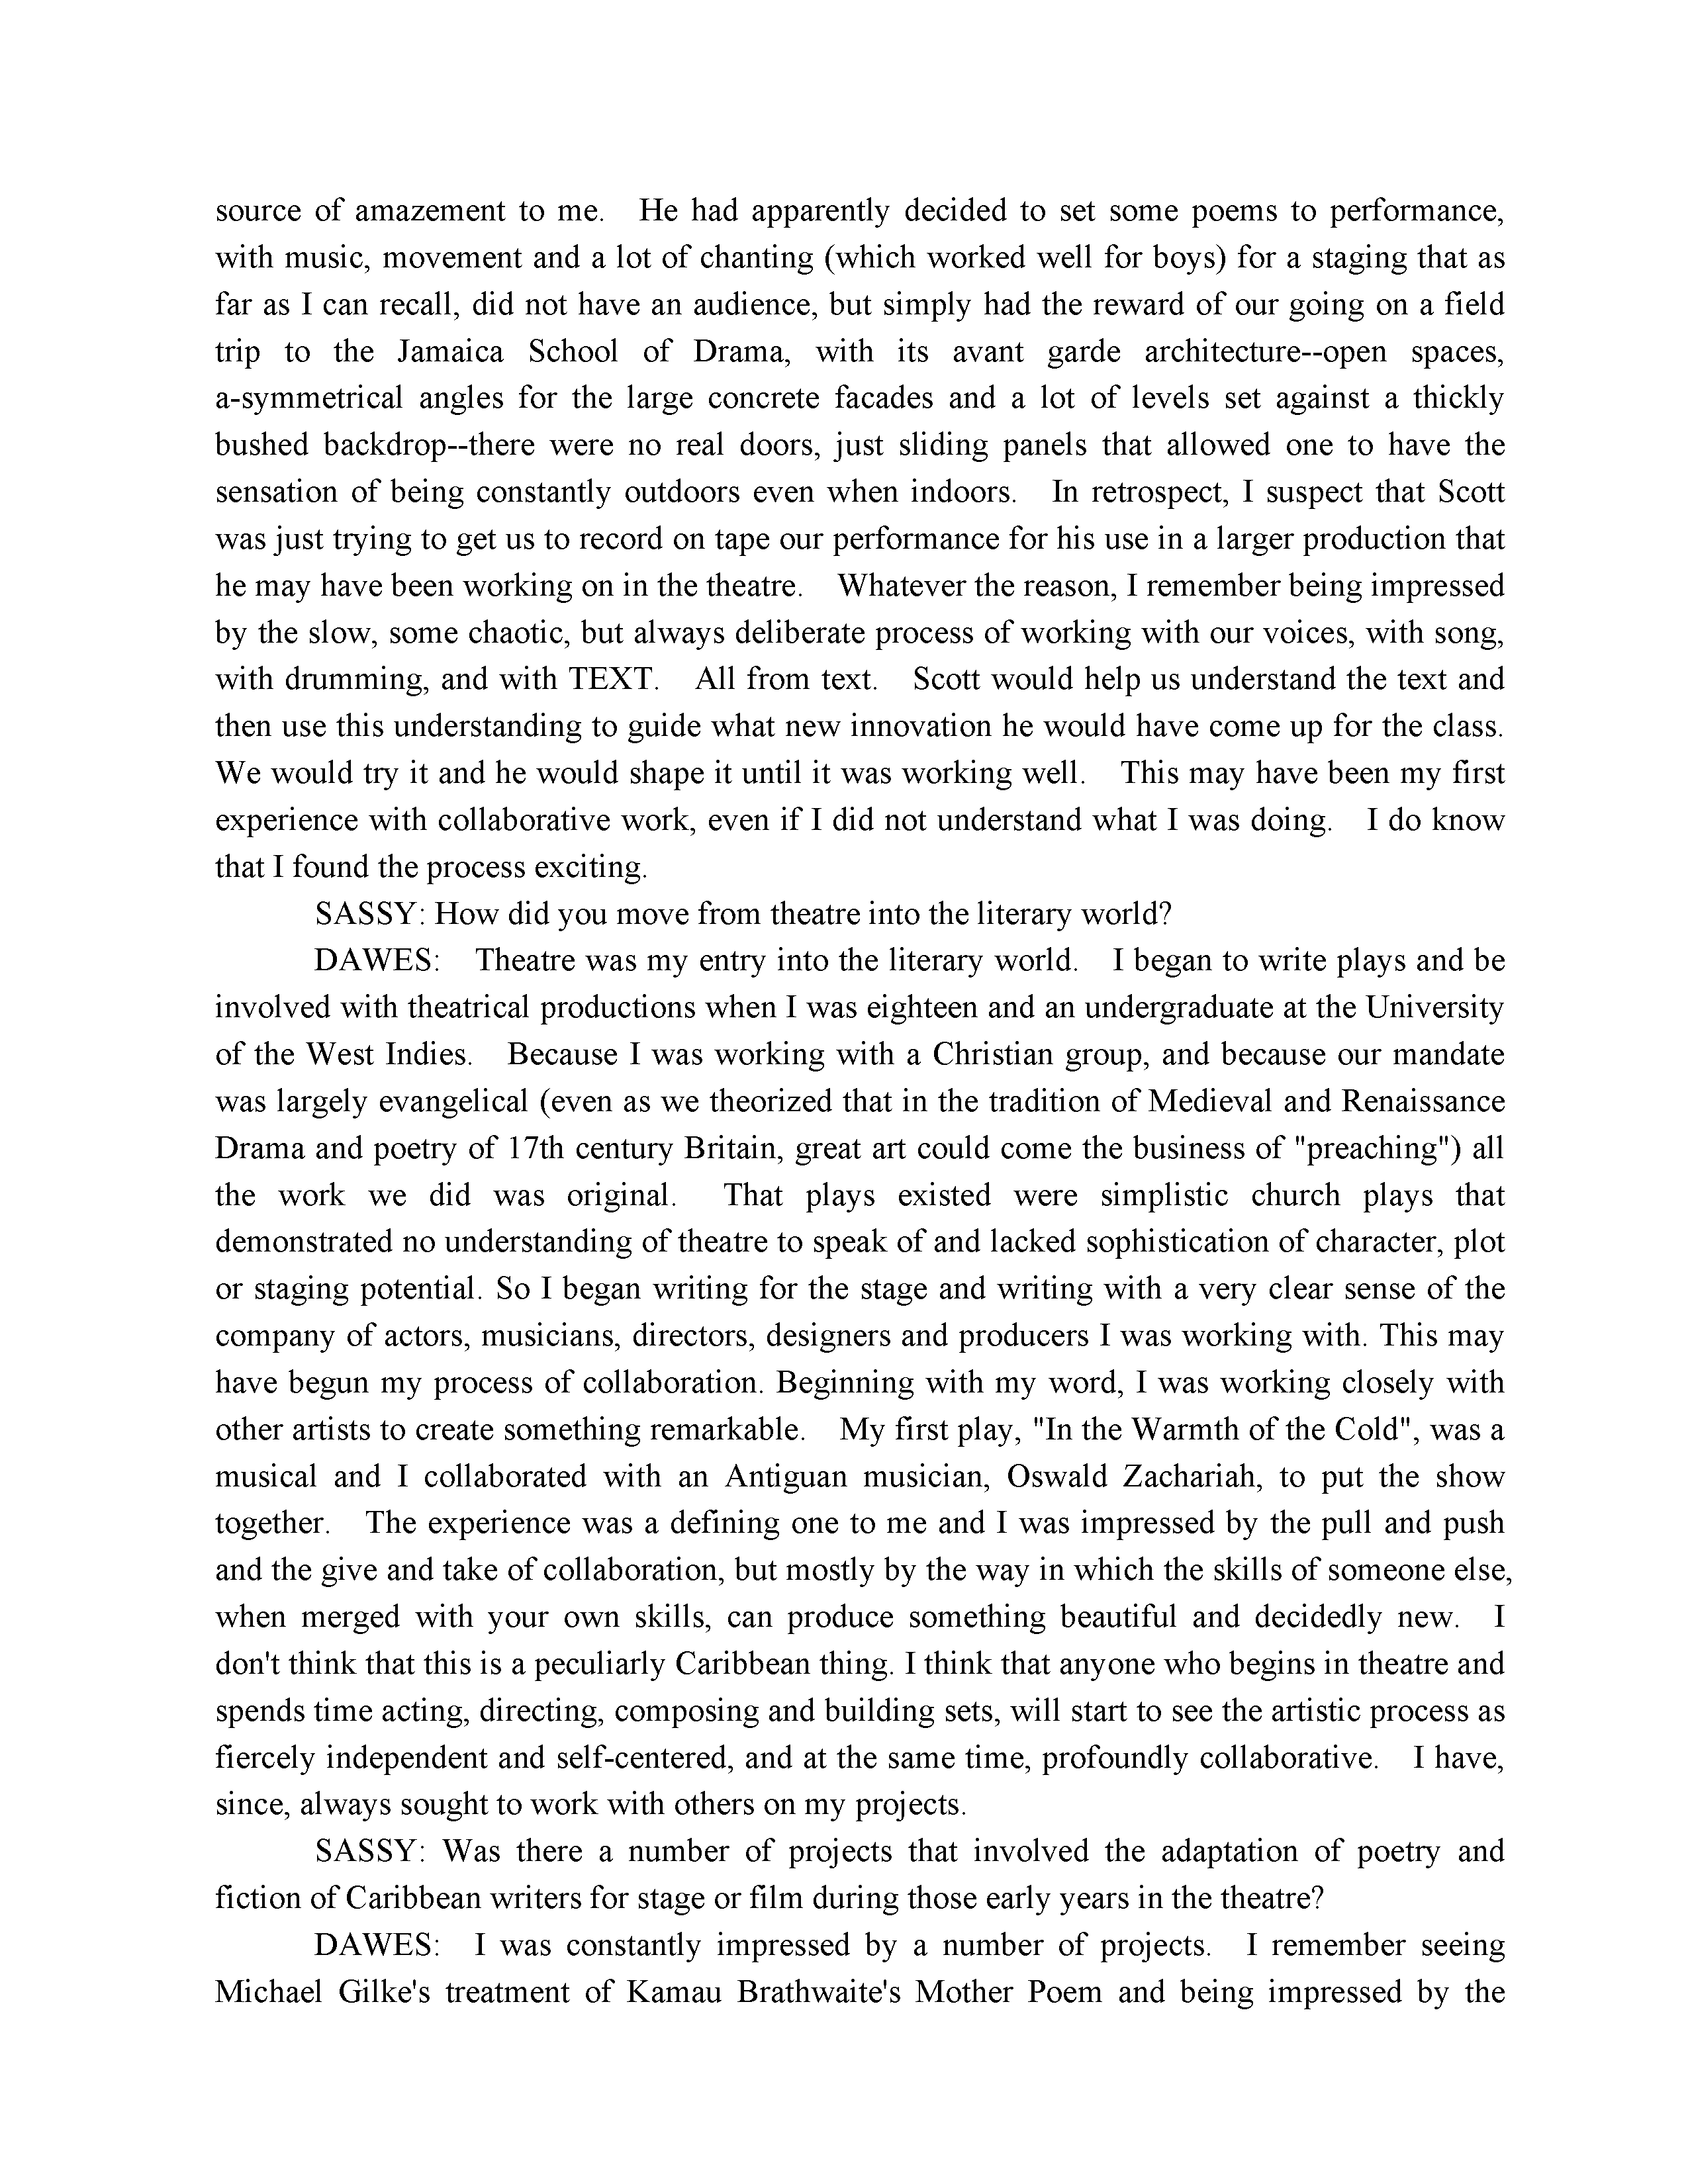 source of amazement to me. He had apparently decided to set some poems to performance,
with music, movement and a lot of chanting (which worked well for boys) for a staging that as
far as I can recall, did not have an audience, but simply had the reward of our going on a field
trip to the Jamaica School of Drama, with its avant garde architecture--open spaces,
a-symmetrical angles for the large concrete facades and a lot of levels set against a thickly
bushed backdrop--there were no real doors, just sliding panels that allowed one to have the
sensation of being constantly outdoors even when indoors. In retrospect, I suspect that Scott
was just trying to get us to record on tape our performance for his use in a larger production that
he may have been working on in the theatre. Whatever the reason, I remember being impressed
by the slow, some chaotic, but always deliberate process of working with our voices, with song,
with drumming, and with TEXT. All from text. Scott would help us understand the text and
then use this understanding to guide what new innovation he would have come up for the class.
We would try it and he would shape it until it was working well. This may have been my first
experience with collaborative work, even if I did not understand what I was doing. I do know
that I found the process exciting.
SASSY: How did you move from theatre into the literary world?
DAWES: Theatre was my entry into the literary world. I began to write plays and be
involved with theatrical productions when I was eighteen and an undergraduate at the University
of the West Indies. Because I was working with a Christian group, and because our mandate
was largely evangelical (even as we theorized that in the tradition of Medieval and Renaissance
Drama and poetry of 17th century Britain, great art could come the business of "preaching") all
the work we did was original. That plays existed were simplistic church plays that
demonstrated no understanding of theatre to speak of and lacked sophistication of character, plot
or staging potential. So I began writing for the stage and writing with a very clear sense of the
company of actors, musicians, directors, designers and producers I was working with. This may
have begun my process of collaboration. Beginning with my word, I was working closely with
other artists to create something remarkable. My first play, "In the Warmth of the Cold", was a
musical and I collaborated with an Antiguan musician, Oswald Zachariah, to put the show
together. The experience was a defining one to me and I was impressed by the pull and push
and the give and take of collaboration, but mostly by the way in which the skills of someone else,
when merged with your own skills, can produce something beautiful and decidedly new. I
don't think that this is a peculiarly Caribbean thing. I think that anyone who begins in theatre and
spends time acting, directing, composing and building sets, will start to see the artistic process as
fiercely independent and self-centered, and at the same time, profoundly collaborative. I have,
since, always sought to work with others on my projects.
SASSY: Was there a number of projects that involved the adaptation of poetry and
fiction of Caribbean writers for stage or film during those early years in the theatre?
DAWES: I was constantly impressed by a number of projects. I remember seeing
Michael Gilke's treatment of Kamau Brathwaite's Mother Poem and being impressed by the